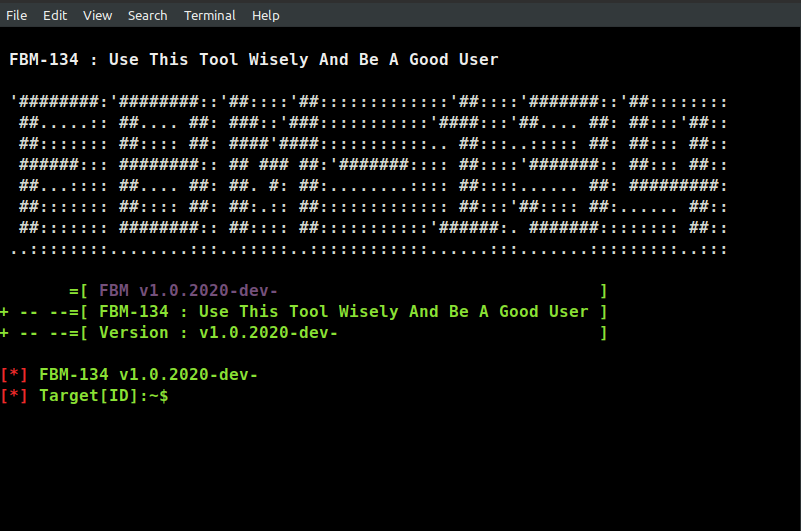 File Edit View Search Terminal Help
FBM-134 : Use This Tool Wisely And Be A Good User
'########:'########::'##::::'##:::::::::::::'##::::'#######::'##::::::::
 ##.....:: ##.... ##: ###::'###:::::::::::'####:::'##.... ##: ##:::'##::
 ##::::::: ##:::: ##: ####'####::::::::::::.. ##:::..::::: ##: ##::: ##::
 ######::: ########:: ## ### ##:'#######:::: ##::::'#######:: ##::: ##::
 ##...:::: ##.... ##: ##. #: ##:........:::: ##::::...... ##: #########:
 ##::::::: ##:::: ##: ##:.:: ##::::::::::::: ##:::'##:::: ##:...... ##::
 ##::::::: ########:: ##:::: ##:::::::::::'######:. #######:::::::: ##::
..::::::::........:::..:::::..::::::::::::......:::.......:::::::::..:::
=[ FBM v1.0.2020-dev- ]
+ -- --=[ FBM-134 : Use This Tool Wisely And Be A Good User ]
+ -- --=[ Version : v1.0.2020-dev- ]
[*] FBM-134 v1.0.2020-dev-
[*] Target[ID]:~$